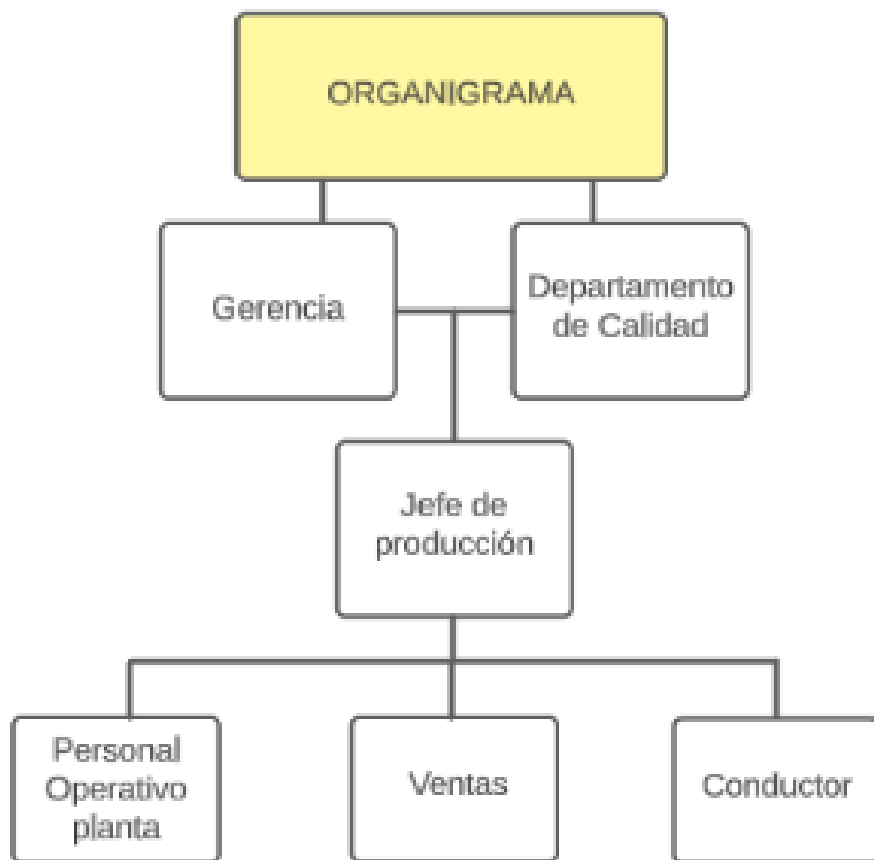 ORGANIGRAMA
Gerencia
Departamento
de Calidad
Jefe de
producción
Personal
Operativo
planta
Ventas
Conductor